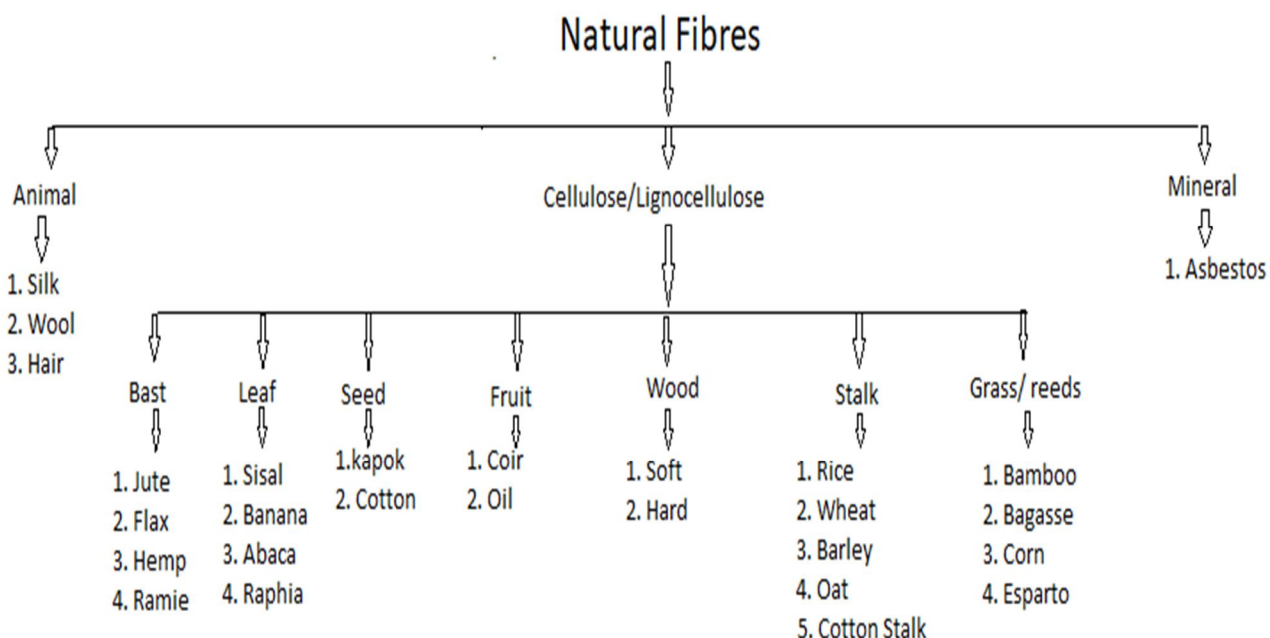 Natural Fibres
Animal
Cellulose/Lignocellulose
Mineral
1. Silk
2. Wool
3. Hair
1. Asbestos
Bast
Leaf
Seed
Fruit
Wood
Stalk
Grass/ reeds
1. Jute
2. Flax
3. Hemp
4. Ramie
1. Sisal
2. Banana
3. Abaca
4. Raphia
1.kapok
2. Cotton
1. Coir
2. Oil
1. Soft
2. Hard
1. Rice
2. Wheat
3. Barley
4. Oat
5. Cotton Stalk
1. Bamboo
2. Bagasse
3. Corn
4. Esparto